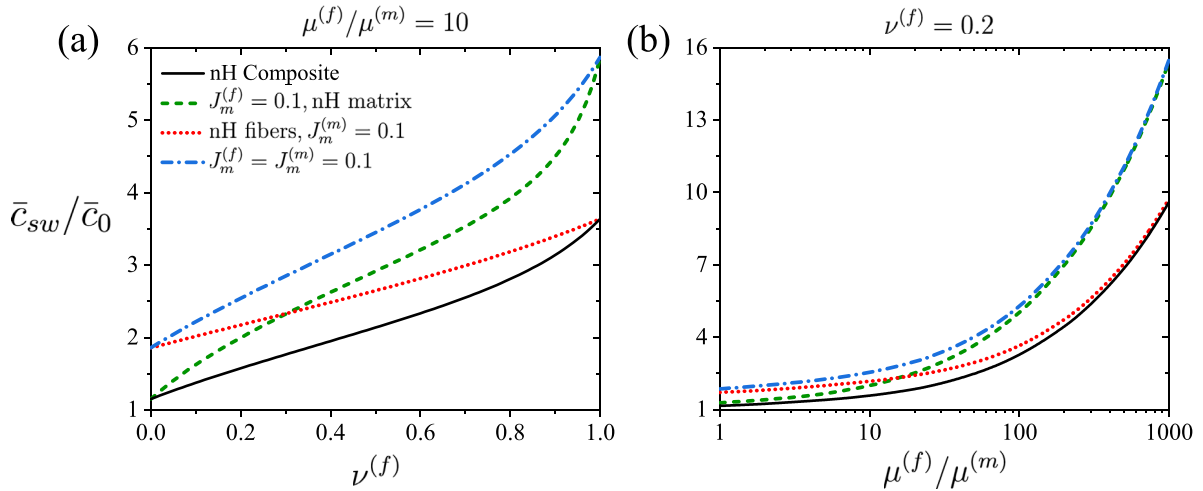 (a)
μ^(f)/μ^(m) = 10
6
5
4
3
2
1
c̄_sw/c̄_0
nH Composite
J_m^(f) = 0.1, nH matrix
nH fibers, J_m^(m) = 0.1
J_m^(f) = J_m^(m) = 0.1
0.0 0.2 0.4 0.6 0.8 1.0
ν^(f)
(b)
ν^(f) = 0.2
16
13
10
7
4
1
1 10 100 1000
μ^(f)/μ^(m)